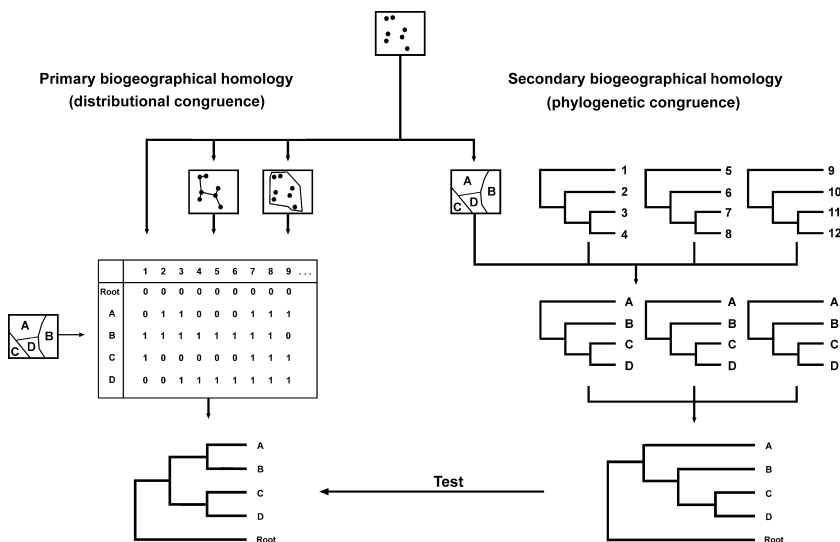 Primary biogeographical homology
(distributional congruence)
Secondary biogeographical homology
(phylogenetic congruence)
A
B
C
D
1
2
3
4
5
6
7
8
9
10
11
12
1 2 3 4 5 6 7 8 9 ...
Root 0 0 0 0 0 0 0 0 0
A 0 1 1 0 0 0 1 1 1
B 1 1 1 1 1 1 1 1 0
C 1 0 0 0 0 0 1 1 1
D 0 0 1 1 1 1 1 1 1
A
B
C
D
A
B
C
D
A
B
C
D
A
B
C
D
A
B
C
D
Root
Test
A
B
C
D
Root